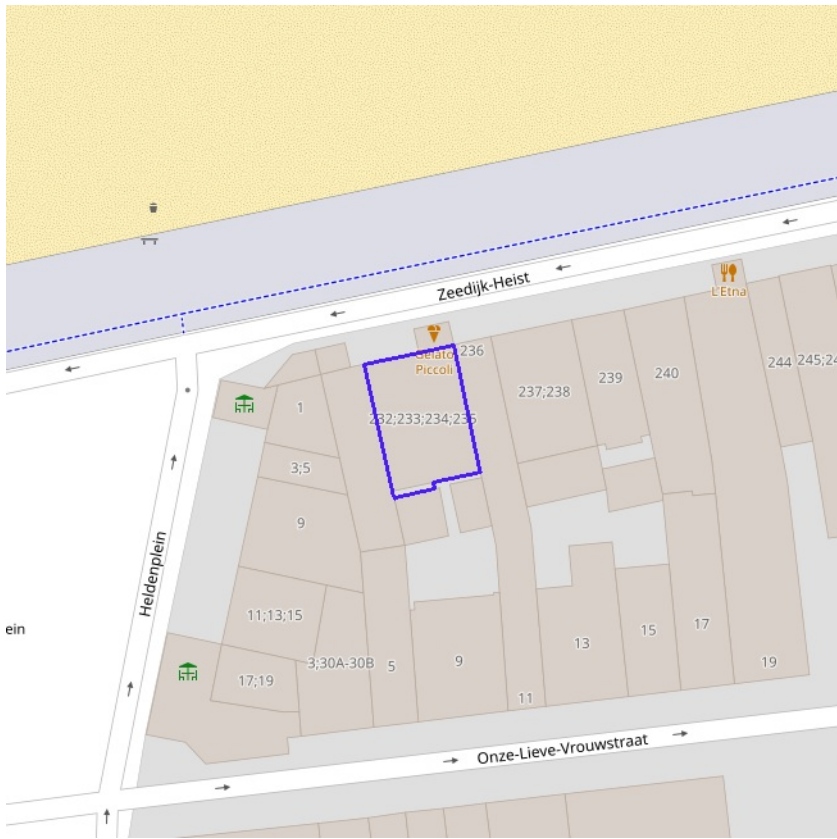 Zeedijk-Heist
L'Etna
236
Gelato
Piccoli
244
245;24
240
239
237;238
1
232;233;234;235
3;5
9
Heldenplein
ein
11;13;15
3;30A-30B
17;19
5
9
11
13
15
17
19
Onze-Lieve-Vrouwstraat